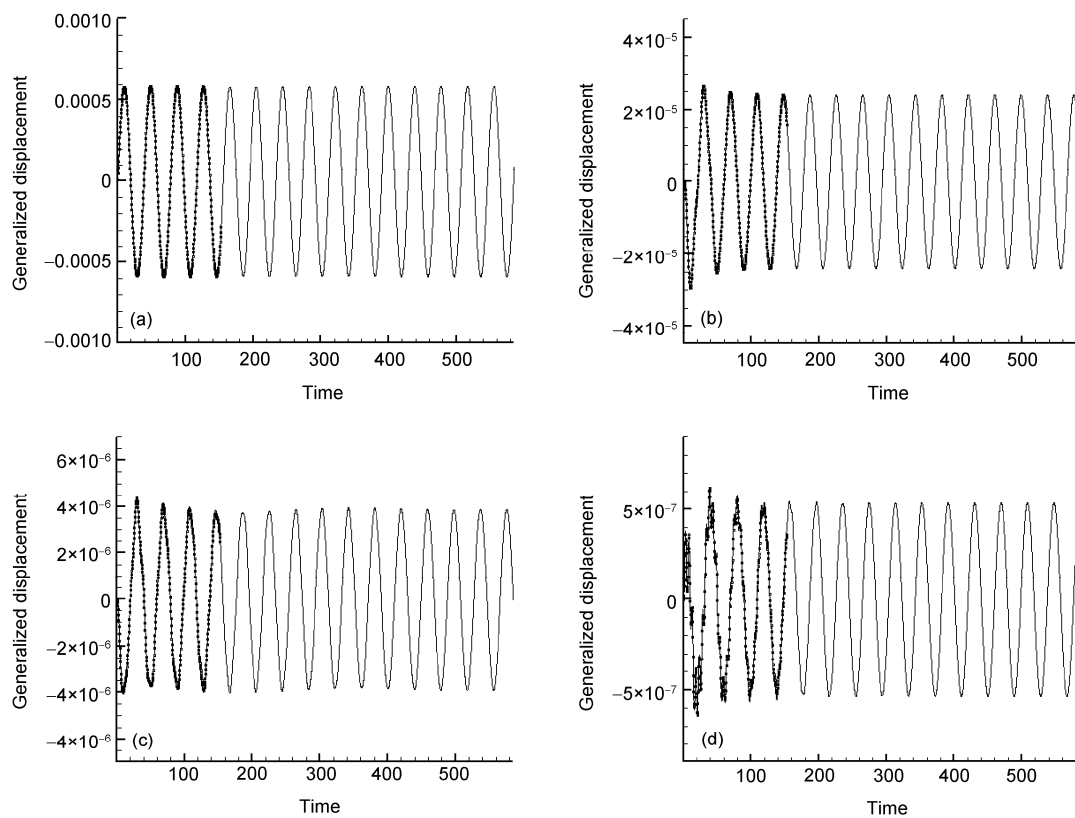 0.0010
0.0005
0
−0.0005
−0.0010
Generalized displacement
(a)
100 200 300 400 500
Time
4×10⁻⁵
2×10⁻⁵
0
−2×10⁻⁵
−4×10⁻⁵
Generalized displacement
(b)
100 200 300 400 500
Time
6×10⁻⁶
4×10⁻⁶
2×10⁻⁶
0
−2×10⁻⁶
−4×10⁻⁶
−4×10⁻⁶
Generalized displacement
(c)
100 200 300 400 500
Time
5×10⁻⁷
0
−5×10⁻⁷
Generalized displacement
(d)
100 200 300 400 500
Time